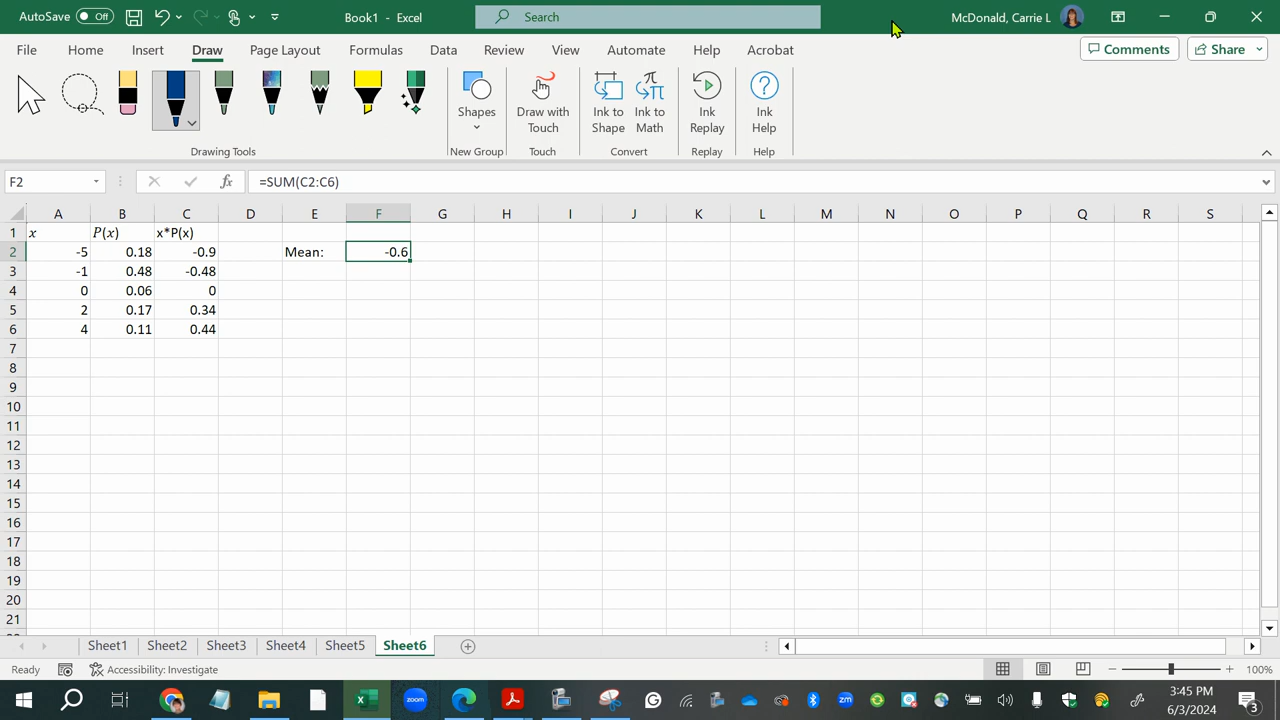 AutoSave Off Book1 - Excel Search McDonald, Carrie L
File Home Insert Draw Page Layout Formulas Data Review View Automate Help Acrobat Comments Share
Shapes Draw with Touch Ink to Shape Ink to Math Ink Replay Ink Help
Drawing Tools New Group Touch Convert Replay Help
F2 fx =SUM(C2:C6)
A B C D E F G H I J K L M N O P Q R S
1 x P(x) x*P(x)
2 -5 0.18 -0.9 Mean: -0.6
3 -1 0.48 -0.48
4 0 0.06 0
5 2 0.17 0.34
6 4 0.11 0.44
7
8
9
10
11
12
13
14
15
16
17
18
19
20
21
Sheet1 Sheet2 Sheet3 Sheet4 Sheet5 Sheet6
Ready Accessibility: Investigate 100%
zoom zm 3:45 PM
6/3/2024 3